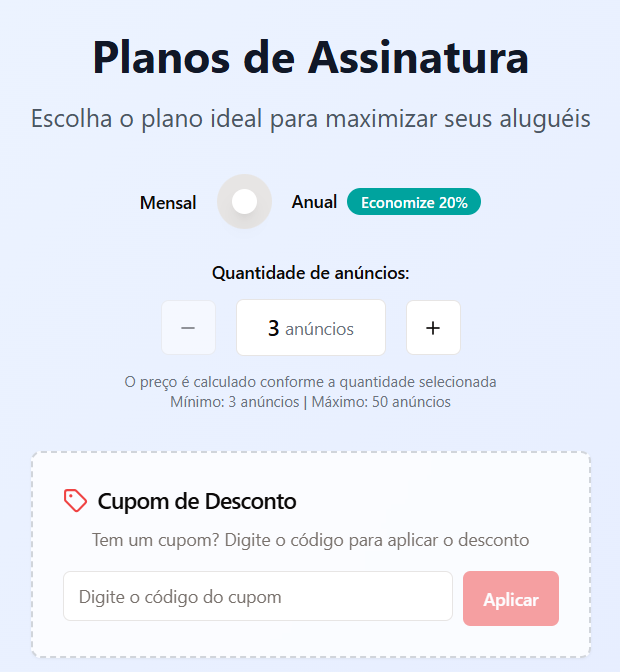 Planos de Assinatura
Escolha o plano ideal para maximizar seus aluguéis
Mensal Anual Economize 20%
Quantidade de anúncios:
− 3 anúncios +
O preço é calculado conforme a quantidade selecionada
Mínimo: 3 anúncios | Máximo: 50 anúncios
Cupom de Desconto
Tem um cupom? Digite o código para aplicar o desconto
Digite o código do cupom Aplicar